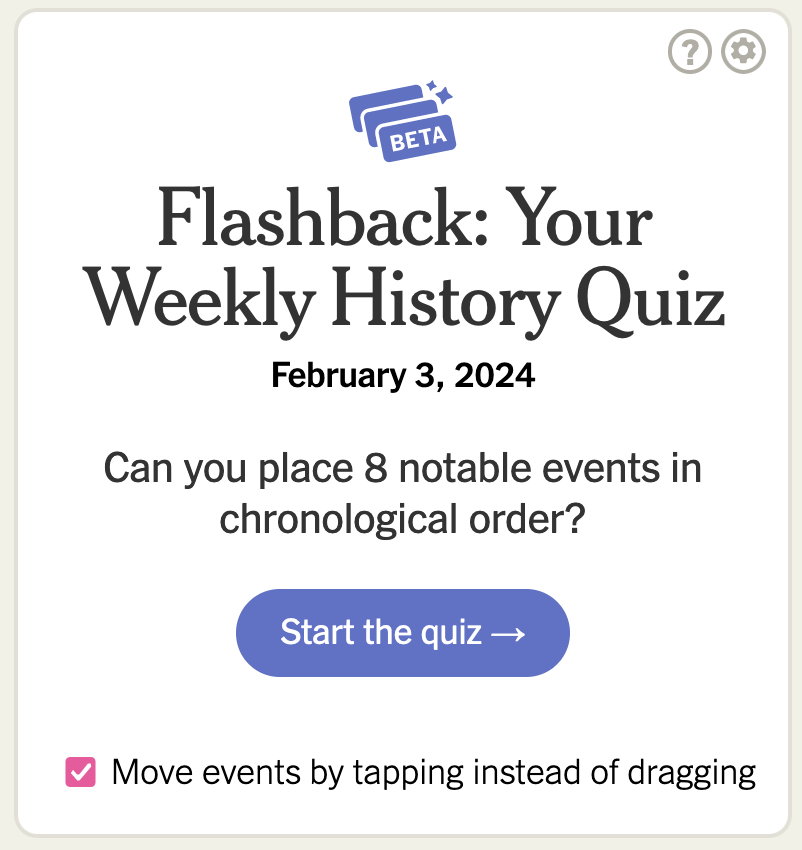 ?
BETA
Flashback: Your
Weekly History Quiz
February 3, 2024
Can you place 8 notable events in
chronological order?
Start the quiz →
Move events by tapping instead of dragging